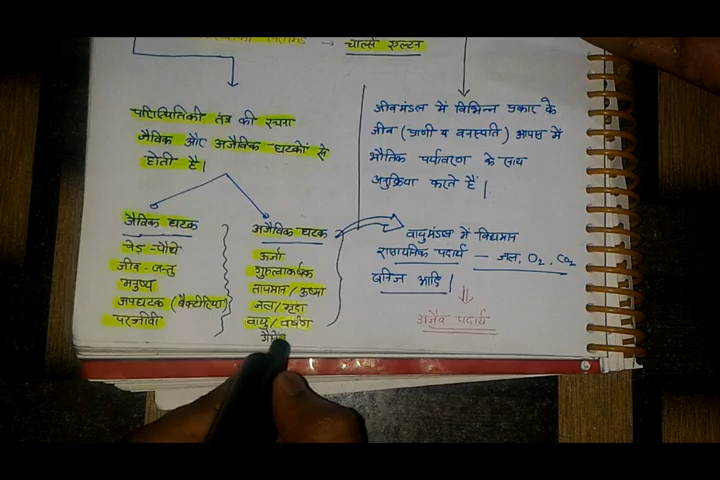 → चार्ल्स एल्टन
पारिस्थितिकी तंत्र की रचना
जैविक और अजैविक घटकों से
होती है।
जैविक घटक
पेड़-पौधे
जीव-जन्तु
मनुष्य
अपघटक (बैक्टीरिया)
परजीवी
अजैविक घटक
ऊर्जा
गुरुत्वाकर्षक
तापमान/ऊष्मा
जल/मृदा
वायु/घर्षण
जीवमंडल में विभिन्न प्रकार के
जीव (प्राणी व वनस्पति) आपस में
भौतिक पर्यावरण के साथ
अनुक्रिया करते हैं|
वायुमंडल में विद्यमान
रासायनिक पदार्थ – जल, O2, CO2
खनिज आदि|
अजैव पदार्थ